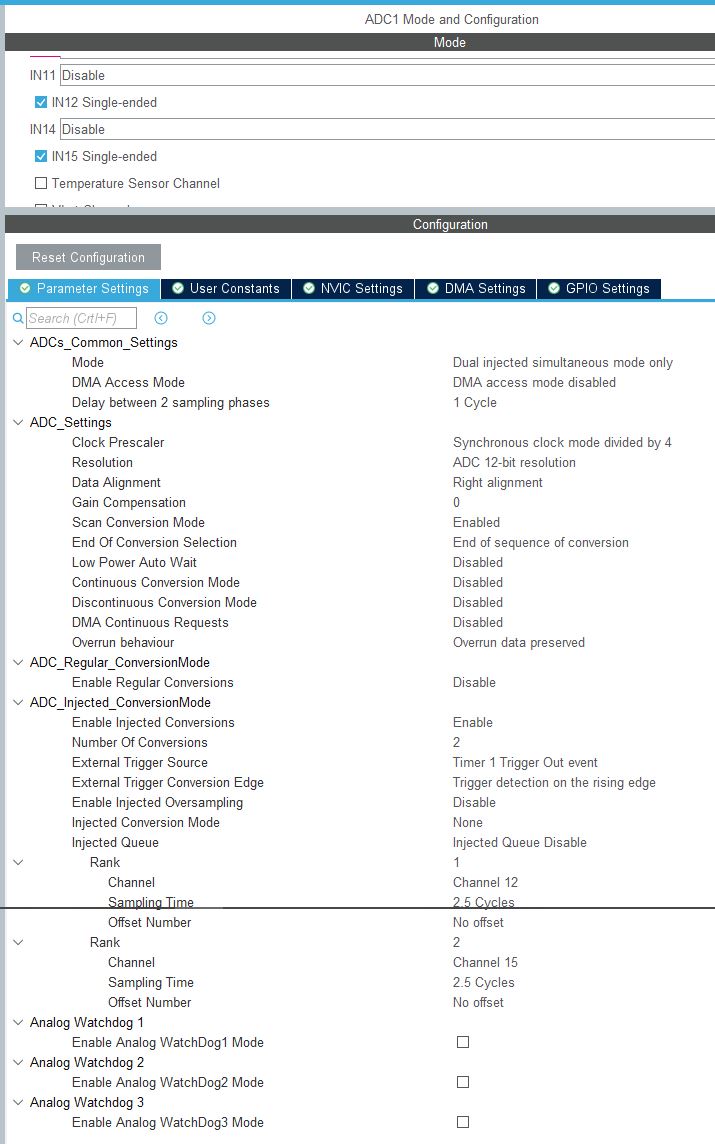 ADC1 Mode and Configuration
Mode
IN11 Disable
IN12 Single-ended
IN14 Disable
IN15 Single-ended
Temperature Sensor Channel
Configuration
Reset Configuration
Parameter Settings User Constants NVIC Settings DMA Settings GPIO Settings
Search (Crtl+F)
ADCs_Common_Settings
Mode Dual injected simultaneous mode only
DMA Access Mode DMA access mode disabled
Delay between 2 sampling phases 1 Cycle
ADC_Settings
Clock Prescaler Synchronous clock mode divided by 4
Resolution ADC 12-bit resolution
Data Alignment Right alignment
Gain Compensation 0
Scan Conversion Mode Enabled
End Of Conversion Selection End of sequence of conversion
Low Power Auto Wait Disabled
Continuous Conversion Mode Disabled
Discontinuous Conversion Mode Disabled
DMA Continuous Requests Disabled
Overrun behaviour Overrun data preserved
ADC_Regular_ConversionMode
Enable Regular Conversions Disable
ADC_Injected_ConversionMode
Enable Injected Conversions Enable
Number Of Conversions 2
External Trigger Source Timer 1 Trigger Out event
External Trigger Conversion Edge Trigger detection on the rising edge
Enable Injected Oversampling Disable
Injected Conversion Mode None
Injected Queue Injected Queue Disable
Rank 1
Channel Channel 12
Sampling Time 2.5 Cycles
Offset Number No offset
Rank 2
Channel Channel 15
Sampling Time 2.5 Cycles
Offset Number No offset
Analog Watchdog 1
Enable Analog WatchDog1 Mode
Analog Watchdog 2
Enable Analog WatchDog2 Mode
Analog Watchdog 3
Enable Analog WatchDog3 Mode